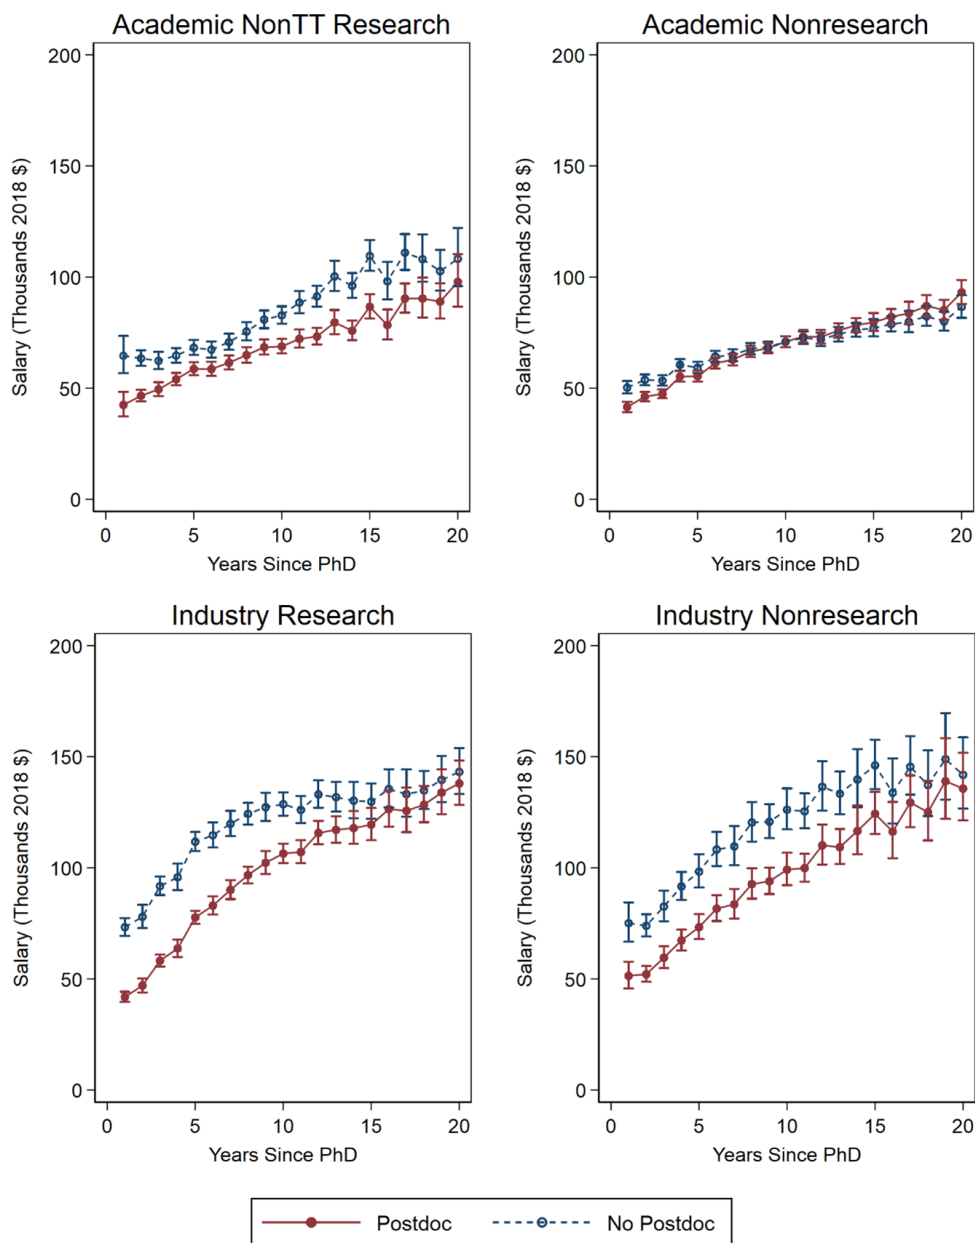 Academic NonTT Research
Salary (Thousands 2018 $)
200
150
100
50
0
0 5 10 15 20
Years Since PhD
Academic Nonresearch
Salary (Thousands 2018 $)
200
150
100
50
0
0 5 10 15 20
Years Since PhD
Industry Research
Salary (Thousands 2018 $)
200
150
100
50
0
0 5 10 15 20
Years Since PhD
Industry Nonresearch
Salary (Thousands 2018 $)
200
150
100
50
0
0 5 10 15 20
Years Since PhD
Postdoc No Postdoc